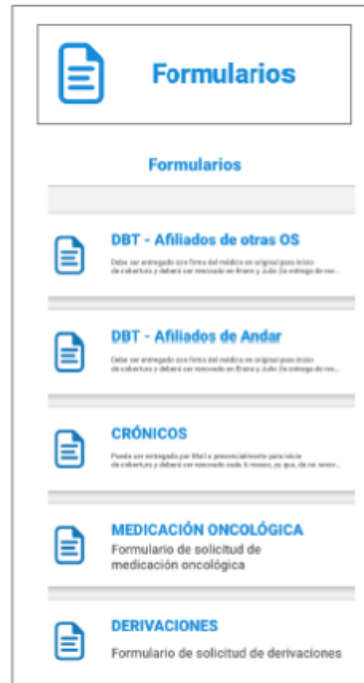 Formularios
Formularios
DBT - Afiliados de otras OS
Debe ser entregado con firma del médico en original para inicio
de cobertura y deberá ser renovado en Enero y Julio (la entrega de rec...
DBT - Afiliados de Andar
Debe ser entregado con firma del médico en original para inicio
de cobertura y deberá ser renovado en Enero y Julio (la entrega de rec...
CRÓNICOS
Puede ser entregado por Mail o presencialmente para inicio
de cobertura y deberá ser renovado cada 6 meses, ya que, de no renov...
MEDICACIÓN ONCOLÓGICA
Formulario de solicitud de
medicación oncológica
DERIVACIONES
Formulario de solicitud de derivaciones